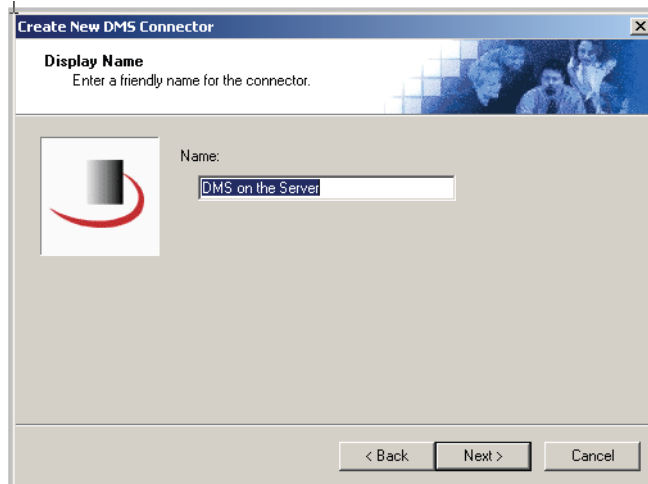 Create New DMS Connector
Display Name
Enter a friendly name for the connector.
Name:
DMS on the Server
< Back
Next >
Cancel